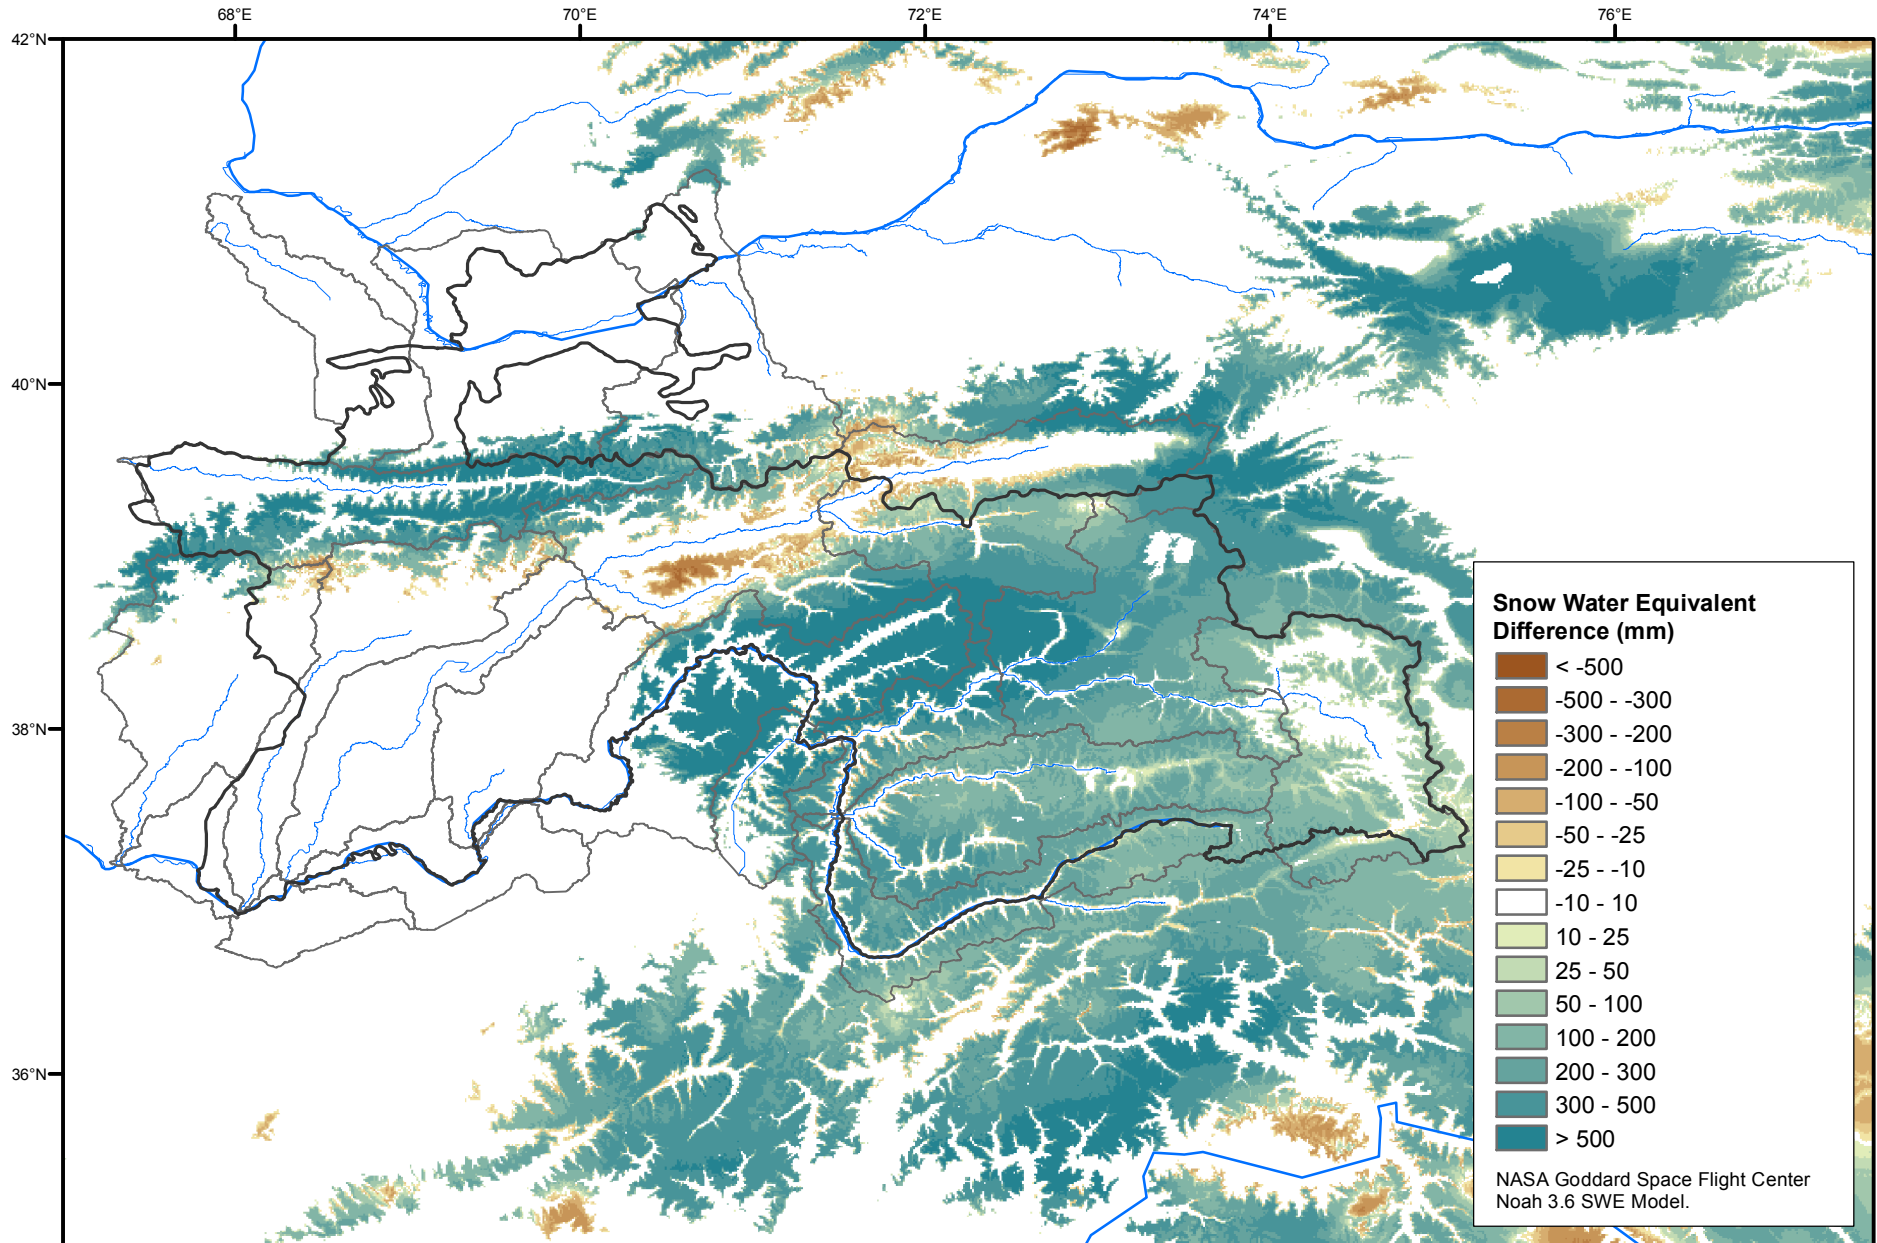 68°E
70°E
72°E
74°E
76°E
42°N
40°N
38°N
36°N
Snow Water Equivalent
Difference (mm)
< -500
-500 - -300
-300 - -200
-200 - -100
-100 - -50
-50 - -25
-25 - -10
-10 - 10
10 - 25
25 - 50
50 - 100
100 - 200
200 - 300
300 - 500
> 500
NASA Goddard Space Flight Center
Noah 3.6 SWE Model.